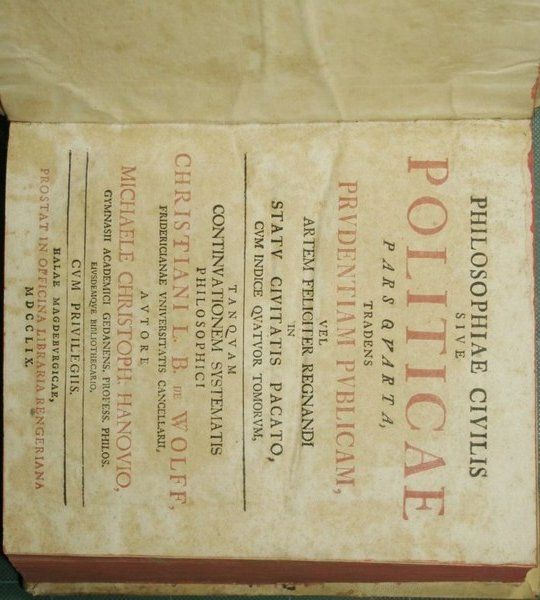 PHILOSOPHIAE CIVILIS
SIVE
POLITICAE
PARS QVARTA,
TRADENS
PRVDENTIAM PVBLICAM,
VEL
ARTEM FELICITER REGNANDI
IN
STATV CIVITATIS PACATO,
CVM INDICE QVATVOR TOMORVM,
TANQVAM
CONTINVATIONEM SYSTEMATIS
PHILOSOPHICI
CHRISTIANI L. B. DE WOLFF,
FRIDERICIANAE VNIVERSITATIS CANCELLARII,
AVTORE
MICHAELE CHRISTOPH. HANOVIO,
GYMNASII ACADEMICI GEDANENS. PROFESS. PHILOS.
EIVSDEMQVE BIBLIOTHECARIO.
CVM PRIVILEGIIS.
HALAE MAGDEBVRGICAE,
PROSTAT IN OFFICINA LIBRARIA RENGERIANA
MDCCLIX.